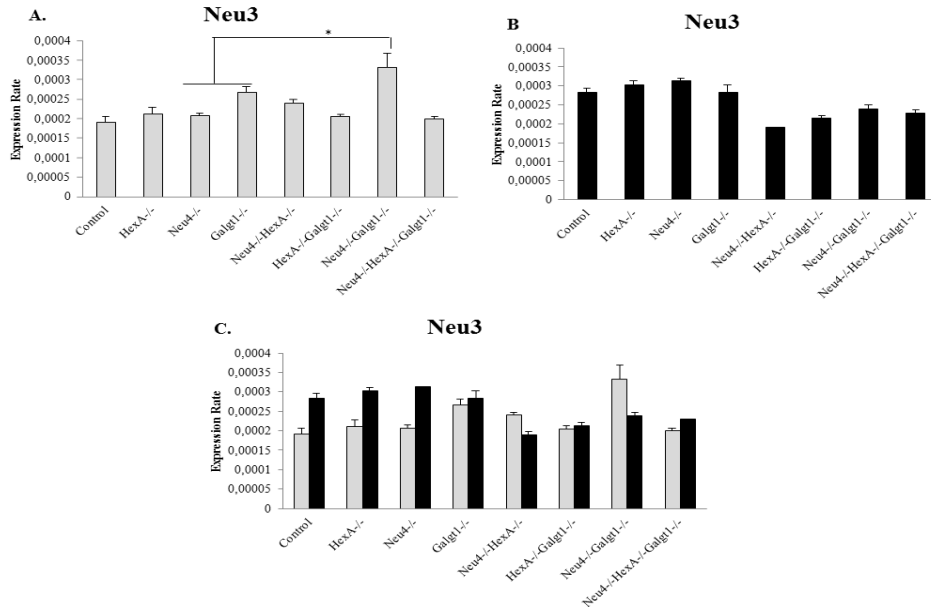 A.
Neu3
*
0,0004
0,00035
0,0003
0,00025
0,0002
0,00015
0,0001
0,00005
0
Expression Rate
Control
HexA-/-
Neu4-/-
Galgt1-/-
Neu4-/-HexA-/-
HexA-/-Galgt1-/-
Neu4-/-Galgt1-/-
Neu4-/-HexA-/-Galgt1-/-
B
Neu3
0,0004
0,00035
0,0003
0,00025
0,0002
0,00015
0,0001
0,00005
0
Expression Rate
Control
HexA-/-
Neu4-/-
Galgt1-/-
Neu4-/-HexA-/-
HexA-/-Galgt1-/-
Neu4-/-Galgt1-/-
Neu4-/-HexA-/-Galgt1-/-
C.
Neu3
0,0004
0,00035
0,0003
0,00025
0,0002
0,00015
0,0001
0,00005
0
Expression Rate
Control
HexA-/-
Neu4-/-
Galgt1-/-
Neu4-/-HexA-/-
HexA-/-Galgt1-/-
Neu4-/-Galgt1-/-
Neu4-/-HexA-/-Galgt1-/-